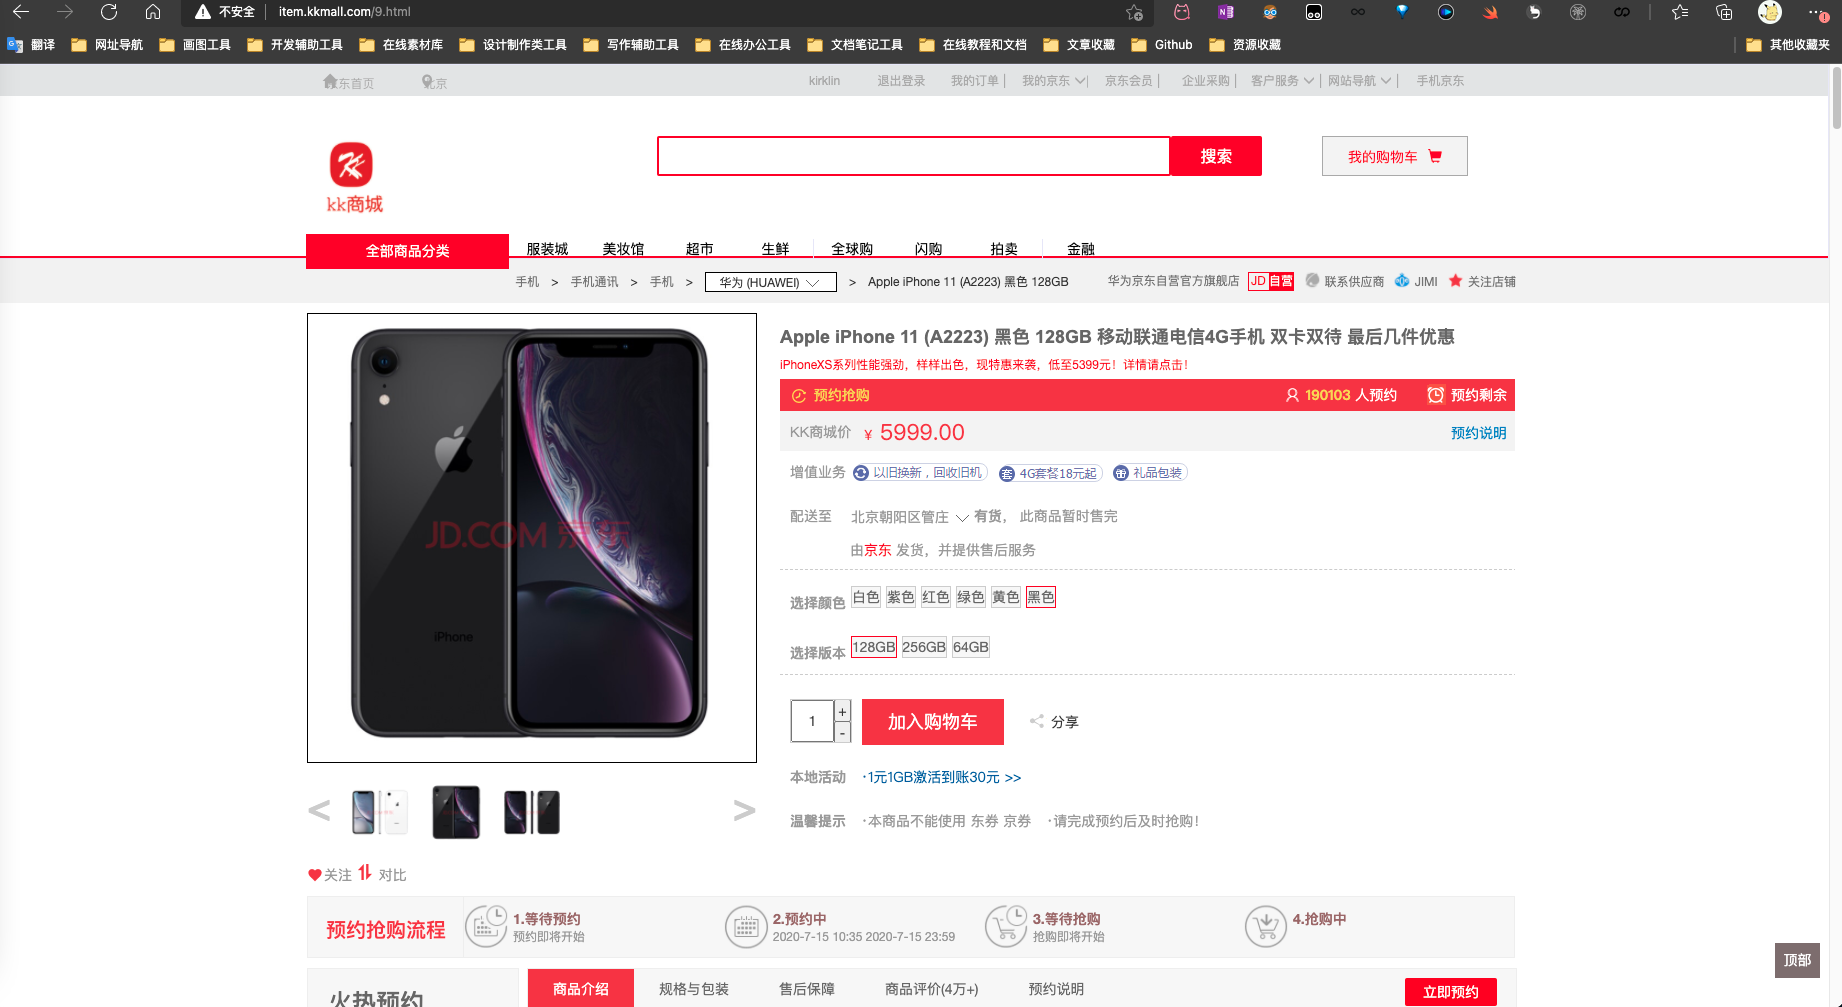 不安全 item.kkmall.com/9.html
翻译 网址导航 画图工具 开发辅助工具 在线素材库 设计制作类工具 写作辅助工具 在线办公工具 文档笔记工具 在线教程和文档 文章收藏 Github 资源收藏 其他收藏夹
东首页 北京 kirklin 退出登录 我的订单 我的京东 京东会员 企业采购 客户服务 网站导航 手机京东
搜索 我的购物车
kk商城
全部商品分类 服装城 美妆馆 超市 生鲜 全球购 闪购 拍卖 金融
手机 > 手机通讯 > 手机 > 华为 (HUAWEI) > Apple iPhone 11 (A2223) 黑色 128GB 华为京东自营官方旗舰店 JD 自营 联系供应商 JIMI 关注店铺
Apple iPhone 11 (A2223) 黑色 128GB 移动联通电信4G手机 双卡双待 最后几件优惠
iPhoneXS系列性能强劲，样样出色，现特惠来袭，低至5399元！详情请点击！
预约抢购 190103 人预约 预约剩余
KK商城价 ¥ 5999.00 预约说明
增值业务 以旧换新，回收旧机 套 4G套餐18元起 礼品包装
配送至 北京朝阳区管庄 有货， 此商品暂时售完
由京东 发货，并提供售后服务
JD.COM 京东
iPhone
选择颜色 白色 紫色 红色 绿色 黄色 黑色
选择版本 128GB 256GB 64GB
1 + - 加入购物车 分享
本地活动 ·1元1GB激活到账30元 >>
< >
温馨提示 ·本商品不能使用 东券 京券 ·请完成预约后及时抢购！
关注 对比
预约抢购流程 1.等待预约 2.预约中 3.等待抢购 4.抢购中
预约即将开始 2020-7-15 10:35 2020-7-15 23:59 抢购即将开始
顶部
火热预约 商品介绍 规格与包装 售后保障 商品评价(4万+) 预约说明 立即预约